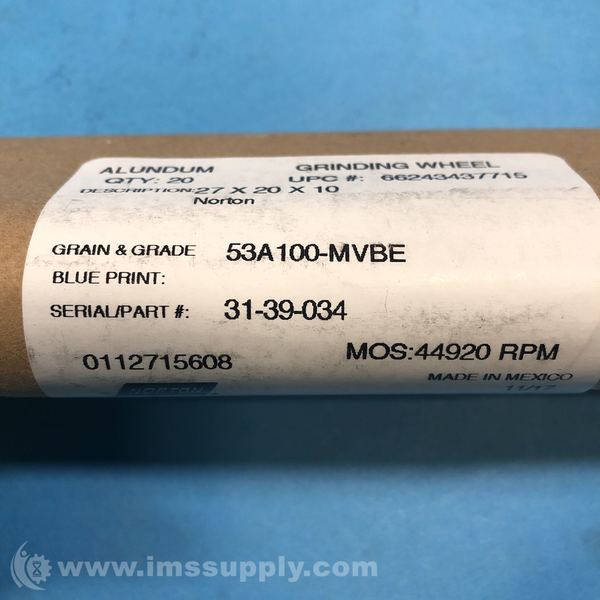 ALUNDUM GRINDING WHEEL
QTY: 20 UPC #: 66243437715
DESCRIPTION:27 X 20 X 10
Norton
GRAIN & GRADE 53A100-MVBE
BLUE PRINT:
SERIAL/PART #: 31-39-034
0112715608 MOS:44920 RPM
NORTON MADE IN MEXICO
11/17
© www.imssupply.com